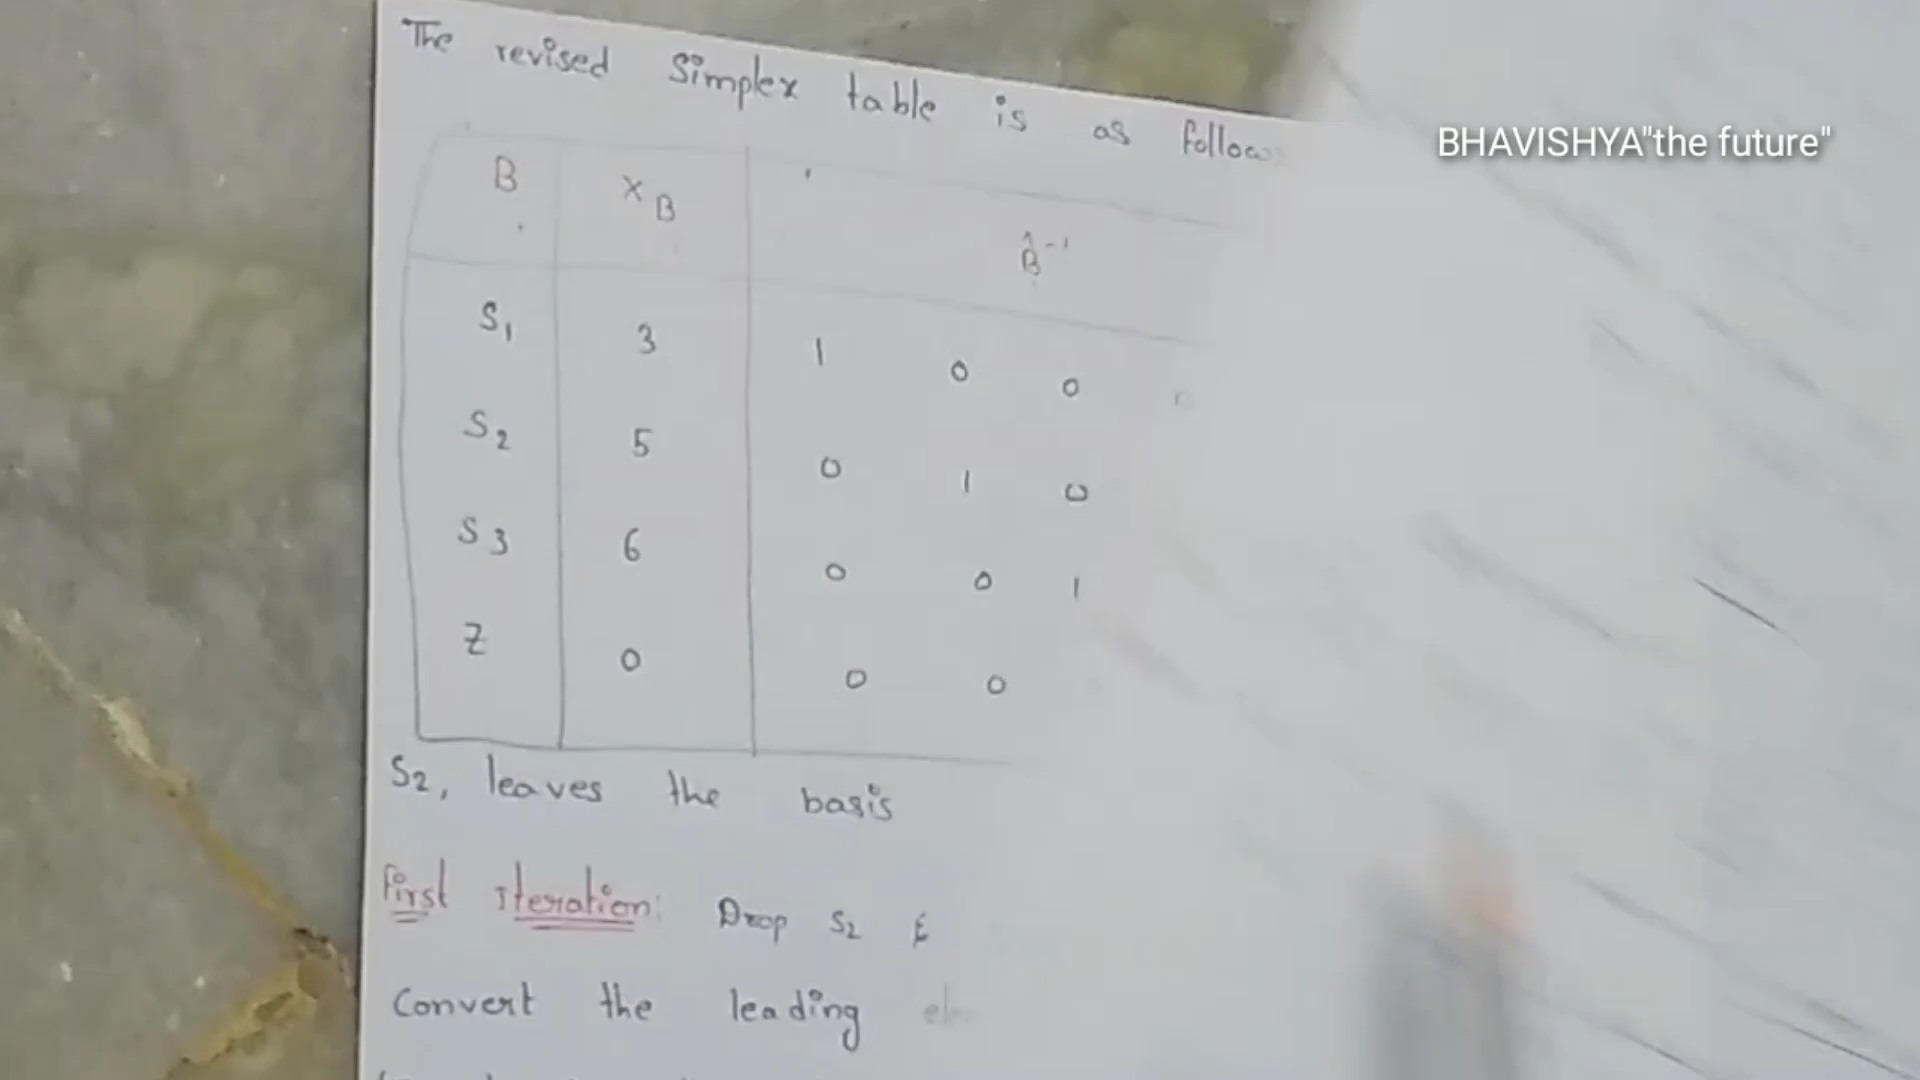 The revised Simplex table is as follows
BHAVISHYA"the future"
B X_B B̂⁻¹
S₁ 3 1 0 0
S₂ 5 0 1 0
S₃ 6 0 0 1
Z 0 0 0
S₂, leaves the basis
First Iteration: Drop S₂ &
Convert the leading